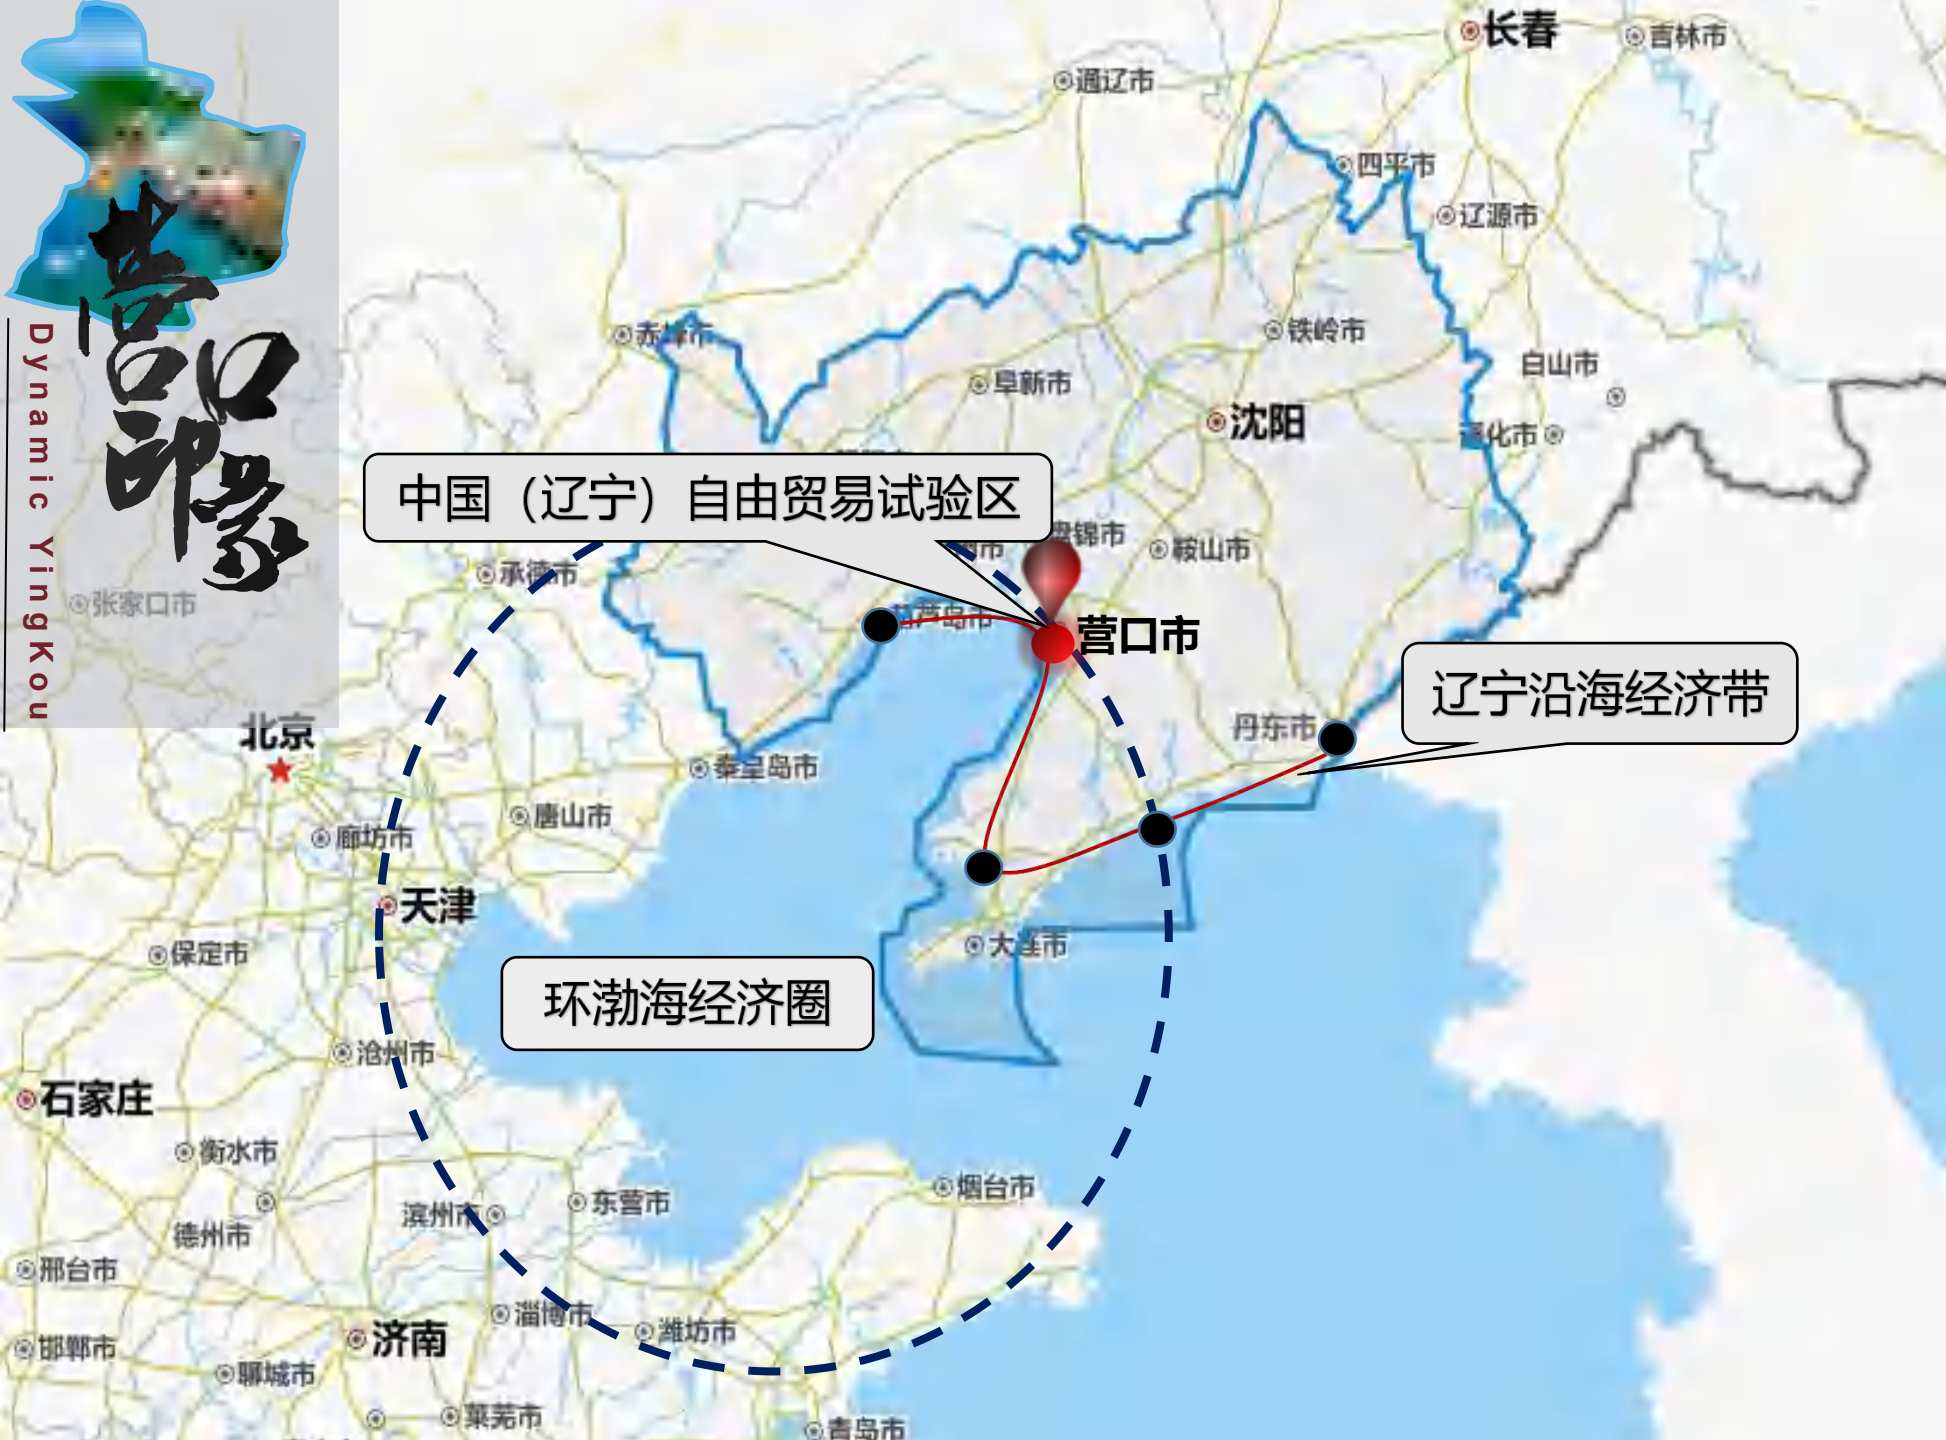 长春
吉林市
通辽市
四平市
辽源市
营口
印象
Dynamic YingKou
赤峰市
铁岭市
白山市
阜新市
沈阳
通化市
中国（辽宁）自由贸易试验区
盘锦市
鞍山市
承德市
张家口市
葫芦岛市
营口市
辽宁沿海经济带
丹东市
北京
秦皇岛市
唐山市
廊坊市
天津
大连市
保定市
环渤海经济圈
沧州市
石家庄
衡水市
烟台市
东营市
滨州市
德州市
邢台市
淄博市
潍坊市
济南
邯郸市
聊城市
莱芜市
青岛市